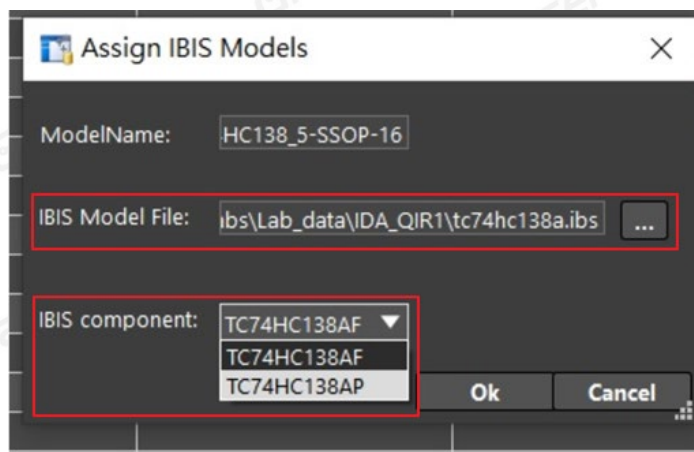 Assign IBIS Models
ModelName: HC138_5-SSOP-16
IBIS Model File: abs\Lab_data\IDA_QIR1\tc74hc138a.ibs ...
IBIS component: TC74HC138AF
TC74HC138AF
TC74HC138AP
Ok Cancel